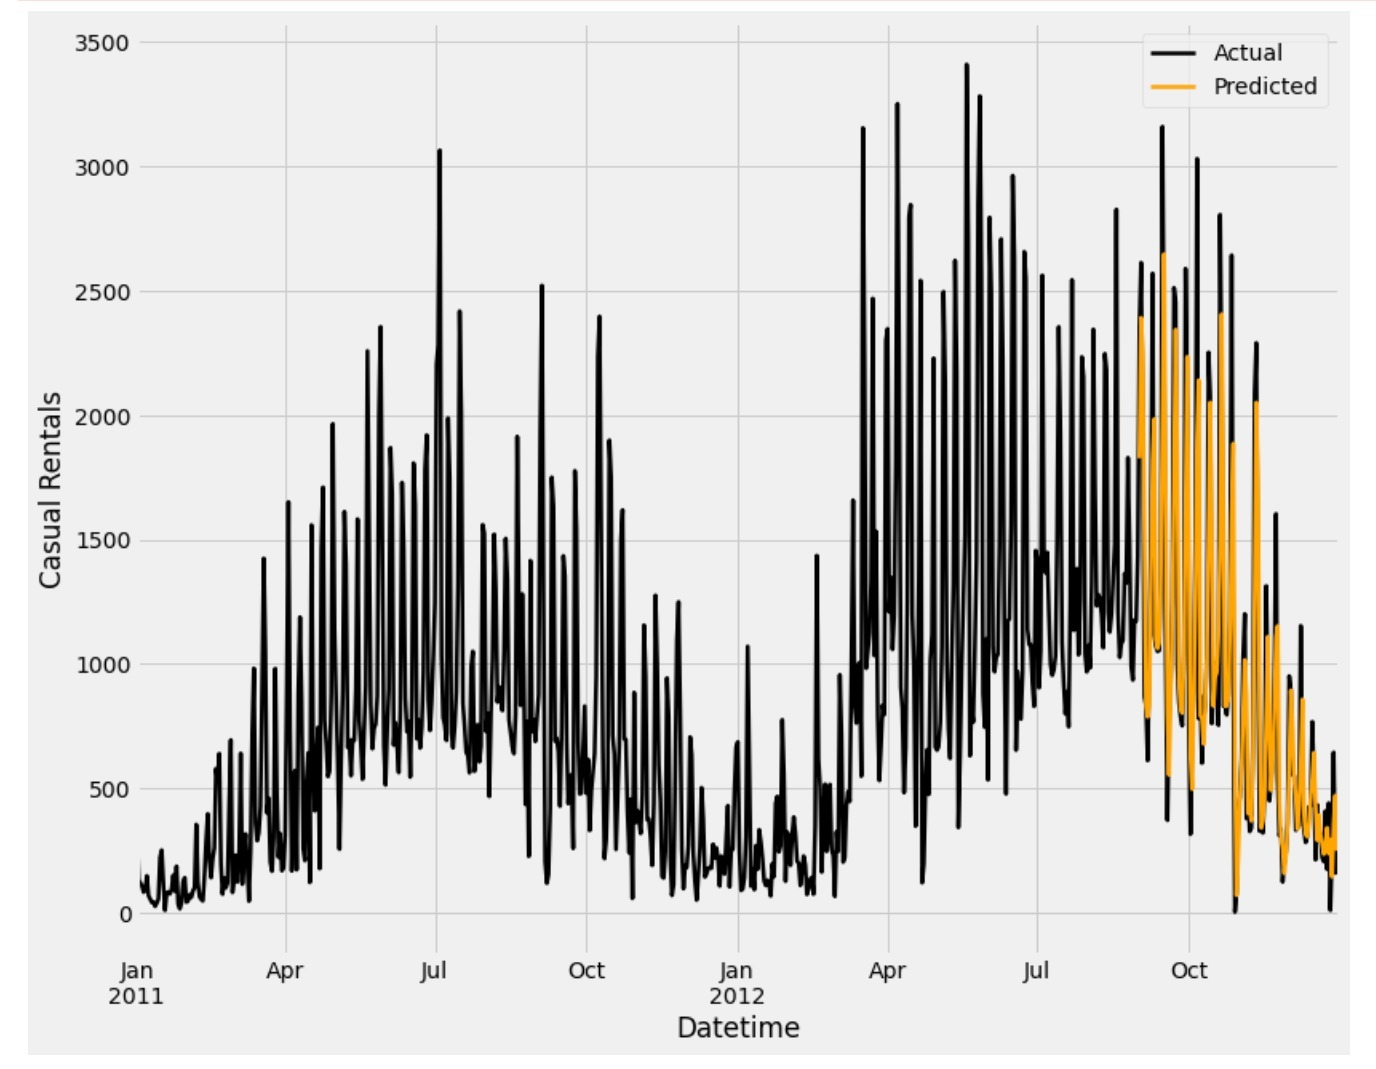 3500
3000
2500
2000
1500
1000
500
0
Casual Rentals
Actual
Predicted
Jan Apr Jul Oct Jan Apr Jul Oct
2011 2012
Datetime